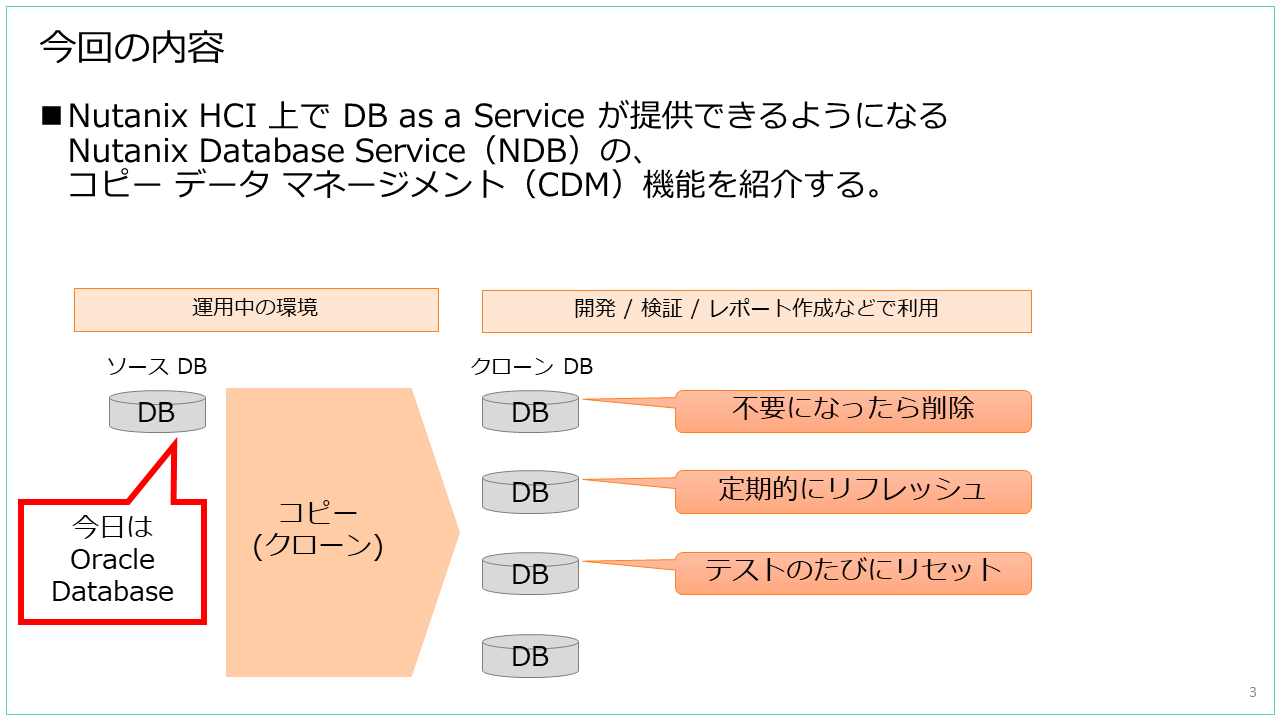 今回の内容
■Nutanix HCI 上で DB as a Service が提供できるようになる
Nutanix Database Service（NDB）の、
コピー データ マネージメント（CDM）機能を紹介する。
運用中の環境
開発 / 検証 / レポート作成などで利用
ソース DB
クローン DB
DB
DB
不要になったら削除
DB
定期的にリフレッシュ
コピー
(クローン)
今日は
Oracle
Database
DB
テストのたびにリセット
DB
3